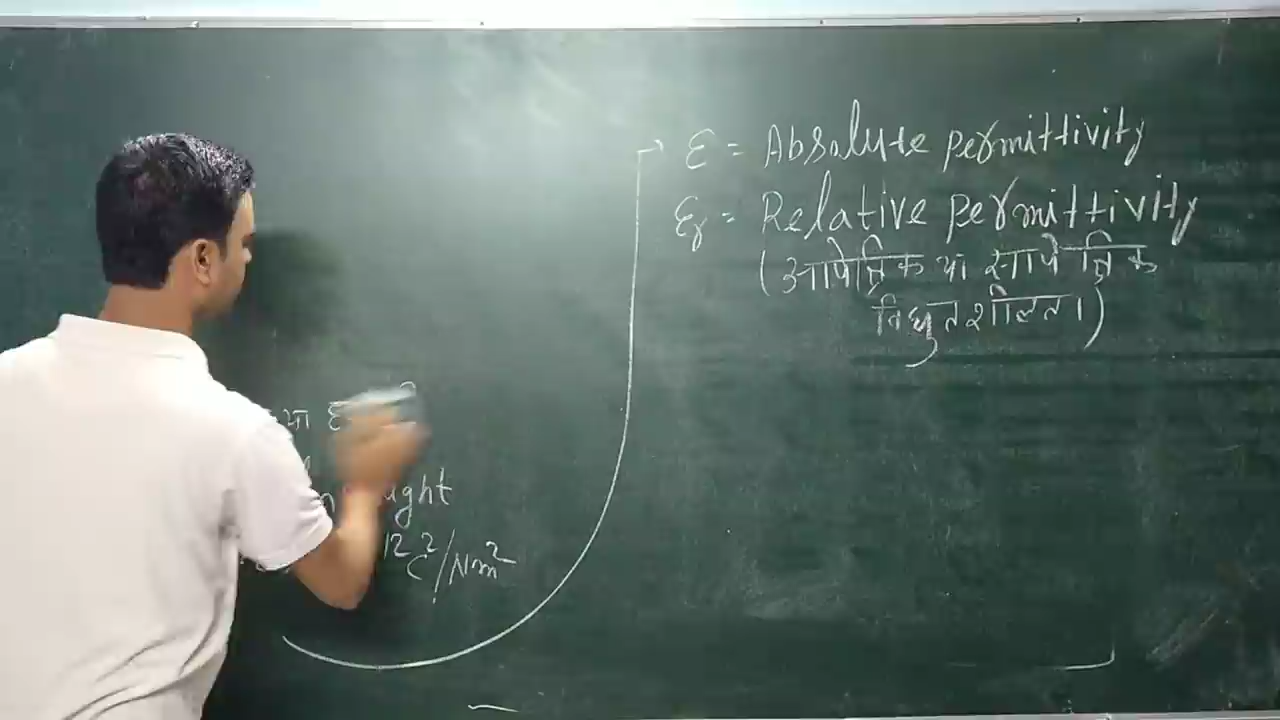 या ε
ught
12 C²/Nm²
ε = Absolute permittivity
εr = Relative permittivity
(आपेक्षिक या सापेक्षिक
विद्युतशीलता)